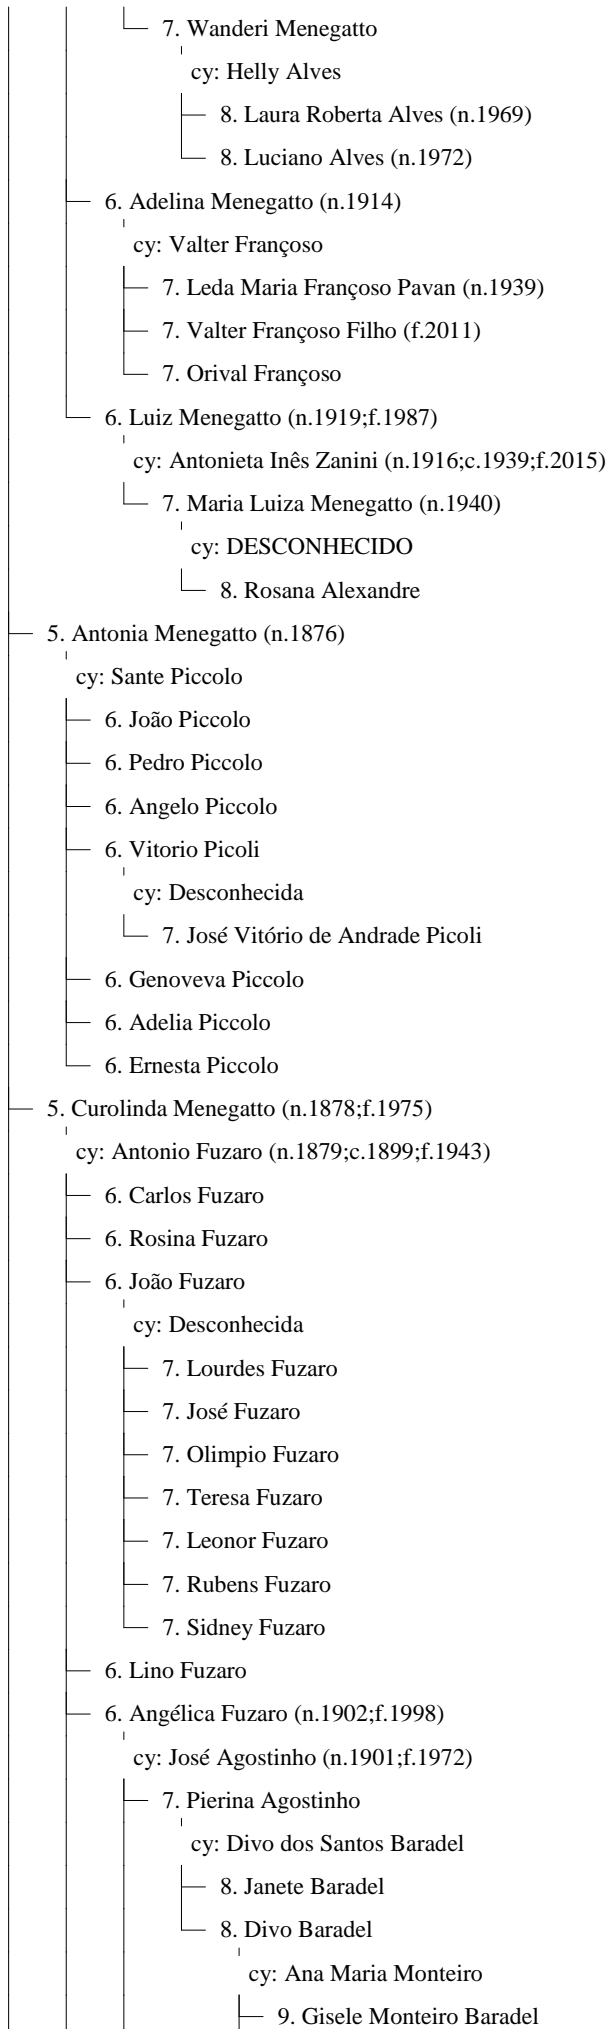 7. Wanderi Menegatto
cy: Helly Alves
8. Laura Roberta Alves (n.1969)
8. Luciano Alves (n.1972)
6. Adelina Menegatto (n.1914)
cy: Valter Françoso
7. Leda Maria Françoso Pavan (n.1939)
7. Valter Françoso Filho (f.2011)
7. Orival Françoso
6. Luiz Menegatto (n.1919;f.1987)
cy: Antonieta Inês Zanini (n.1916;c.1939;f.2015)
7. Maria Luiza Menegatto (n.1940)
cy: DESCONHECIDO
8. Rosana Alexandre
5. Antonia Menegatto (n.1876)
cy: Sante Piccolo
6. João Piccolo
6. Pedro Piccolo
6. Angelo Piccolo
6. Vitorio Picoli
cy: Desconhecida
7. José Vitório de Andrade Picoli
6. Genoveva Piccolo
6. Adelia Piccolo
6. Ernesta Piccolo
5. Curolinda Menegatto (n.1878;f.1975)
cy: Antonio Fuzaro (n.1879;c.1899;f.1943)
6. Carlos Fuzaro
6. Rosina Fuzaro
6. João Fuzaro
cy: Desconhecida
7. Lourdes Fuzaro
7. José Fuzaro
7. Olimpio Fuzaro
7. Teresa Fuzaro
7. Leonor Fuzaro
7. Rubens Fuzaro
7. Sidney Fuzaro
6. Lino Fuzaro
6. Angélica Fuzaro (n.1902;f.1998)
cy: José Agostinho (n.1901;f.1972)
7. Pierina Agostinho
cy: Divo dos Santos Baradel
8. Janete Baradel
8. Divo Baradel
cy: Ana Maria Monteiro
9. Gisele Monteiro Baradel